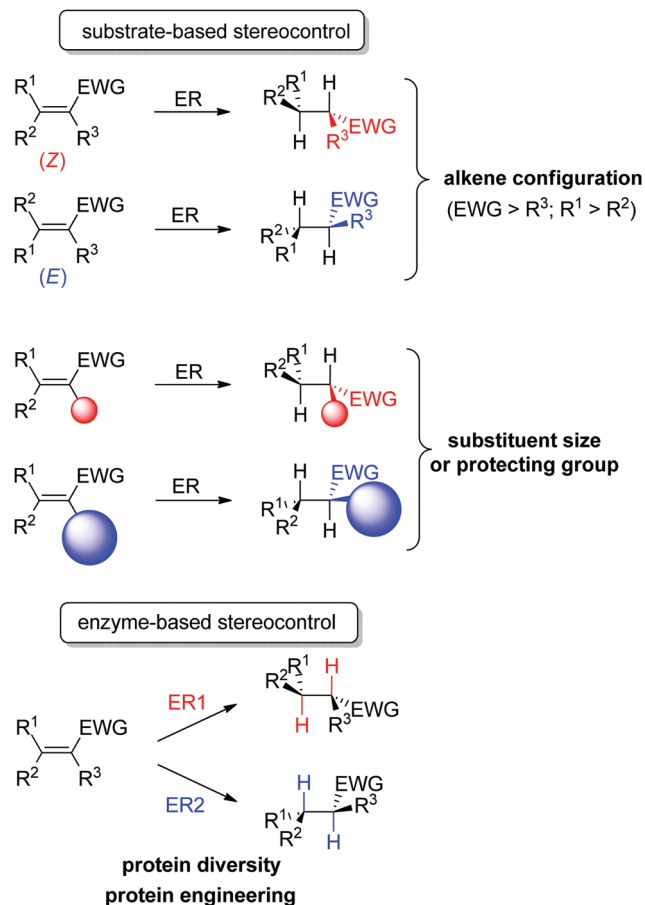 substrate-based stereocontrol
R¹ EWG
R² R³
(Z)
ER
R¹ H
R²
H R³ EWG
R² EWG
R¹ R³
(E)
ER
H EWG
R² R³
R¹ H
alkene configuration
(EWG > R³; R¹ > R²)
R¹ EWG
R²
ER
R¹ H
R² EWG
H
R¹ EWG
R²
ER
H EWG
R¹
R² H
substituent size
or protecting group
enzyme-based stereocontrol
R¹ EWG
R² R³
ER1
ER2
R¹ H
R²
H R³ EWG
H EWG
R¹ R³
R² H
protein diversity
protein engineering